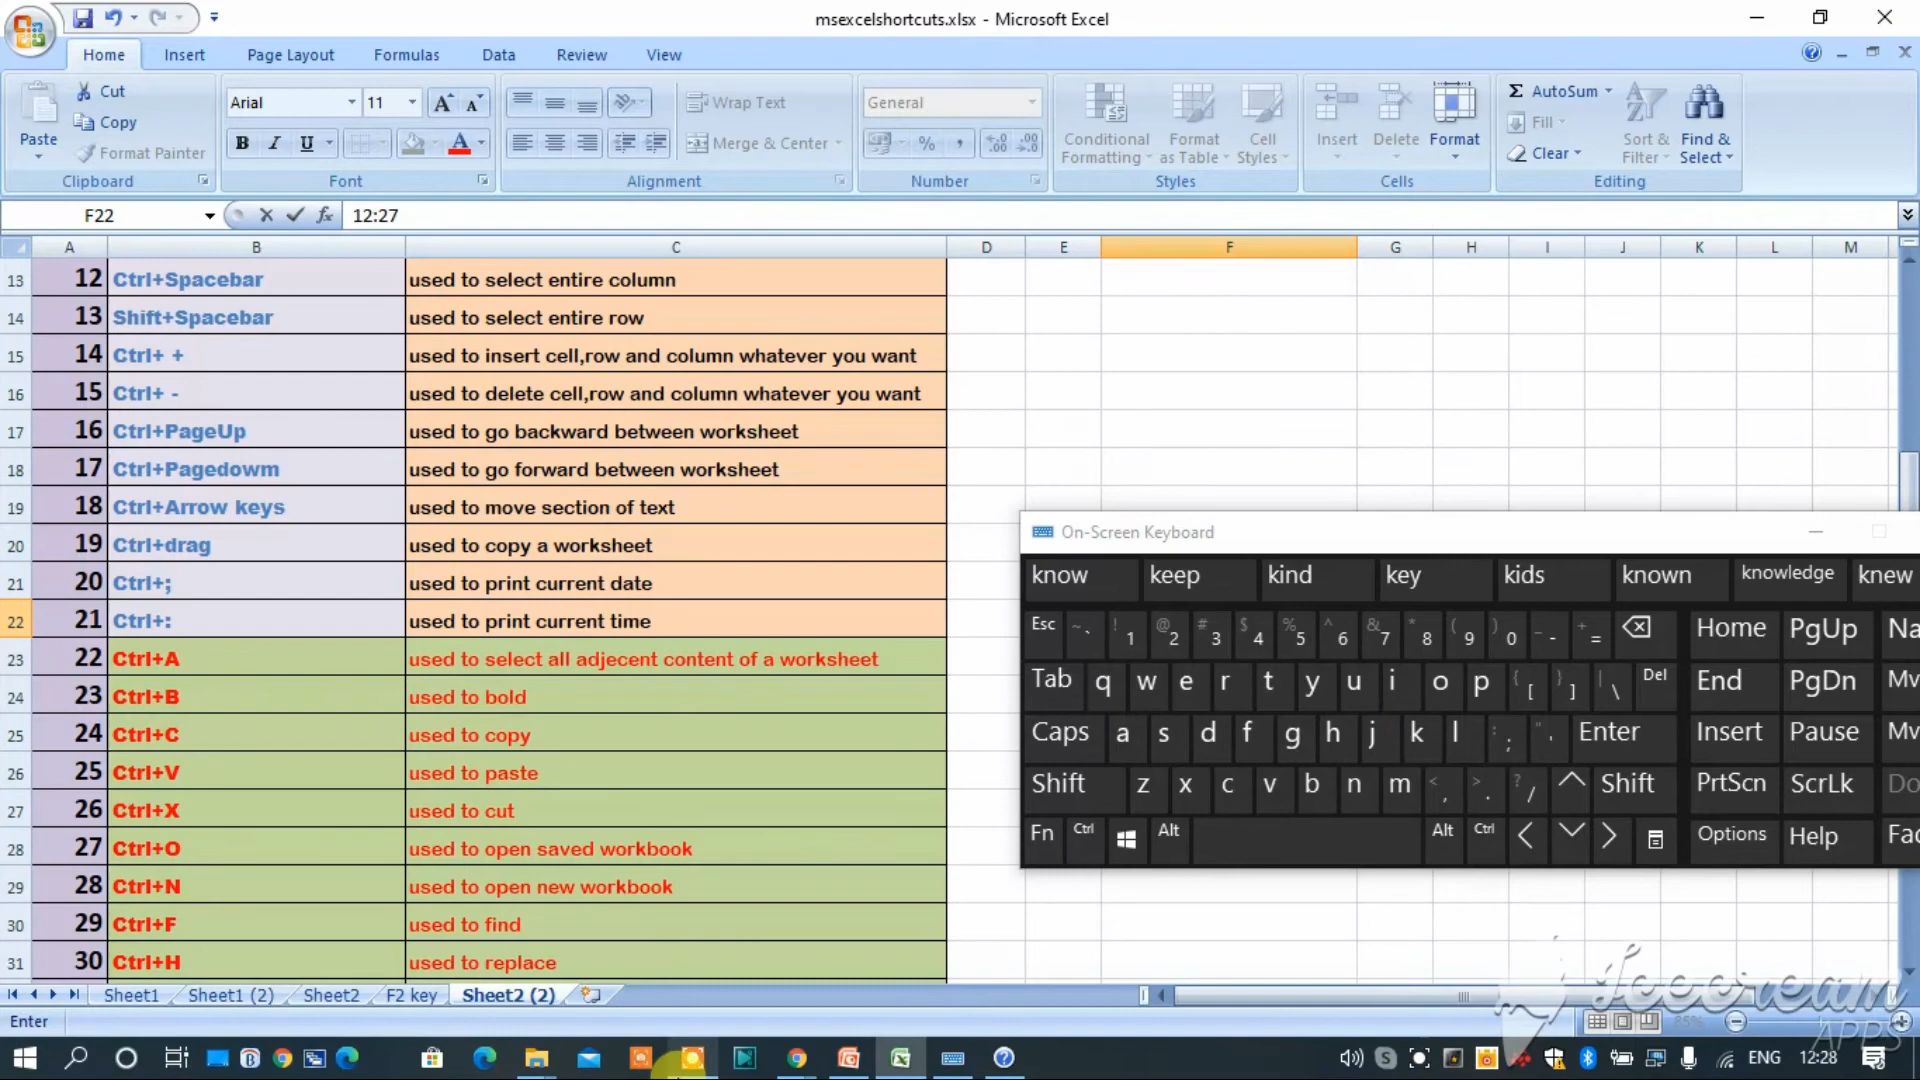 msexcelshortcuts.xlsx - Microsoft Excel
Home Insert Page Layout Formulas Data Review View
Paste Cut Copy Format Painter Clipboard
Arial 11 B I U A Font
Wrap Text Merge & Center Alignment
General % , Number
Conditional Formatting Format as Table Cell Styles Styles
Insert Delete Format Cells
Σ AutoSum Fill Clear Sort & Filter Find & Select Editing
F22 fx 12:27
A B C D E F G H I J K L M
13 12 Ctrl+Spacebar used to select entire column
14 13 Shift+Spacebar used to select entire row
15 14 Ctrl+ + used to insert cell,row and column whatever you want
16 15 Ctrl+ - used to delete cell,row and column whatever you want
17 16 Ctrl+PageUp used to go backward between worksheet
18 17 Ctrl+Pagedowm used to go forward between worksheet
19 18 Ctrl+Arrow keys used to move section of text
20 19 Ctrl+drag used to copy a worksheet
21 20 Ctrl+; used to print current date
22 21 Ctrl+: used to print current time
23 22 Ctrl+A used to select all adjecent content of a worksheet
24 23 Ctrl+B used to bold
25 24 Ctrl+C used to copy
26 25 Ctrl+V used to paste
27 26 Ctrl+X used to cut
28 27 Ctrl+O used to open saved workbook
29 28 Ctrl+N used to open new workbook
30 29 Ctrl+F used to find
31 30 Ctrl+H used to replace
On-Screen Keyboard
know keep kind key kids known knowledge knew
Esc ~ ` ! 1 @ 2 # 3 $ 4 % 5 ^ 6 & 7 * 8 ( 9 ) 0 _ - + = Home PgUp Na
Tab q w e r t y u i o p { [ } ] | \ Del End PgDn Mv
Caps a s d f g h j k l : ; " ' Enter Insert Pause Mv
Shift z x c v b n m < , > . ? / Shift PrtScn ScrLk Do
Fn Ctrl Alt Alt Ctrl Options Help Fad
Sheet1 Sheet1 (2) Sheet2 F2 key Sheet2 (2)
Enter 85%
Icecream
APPS
ENG 12:28